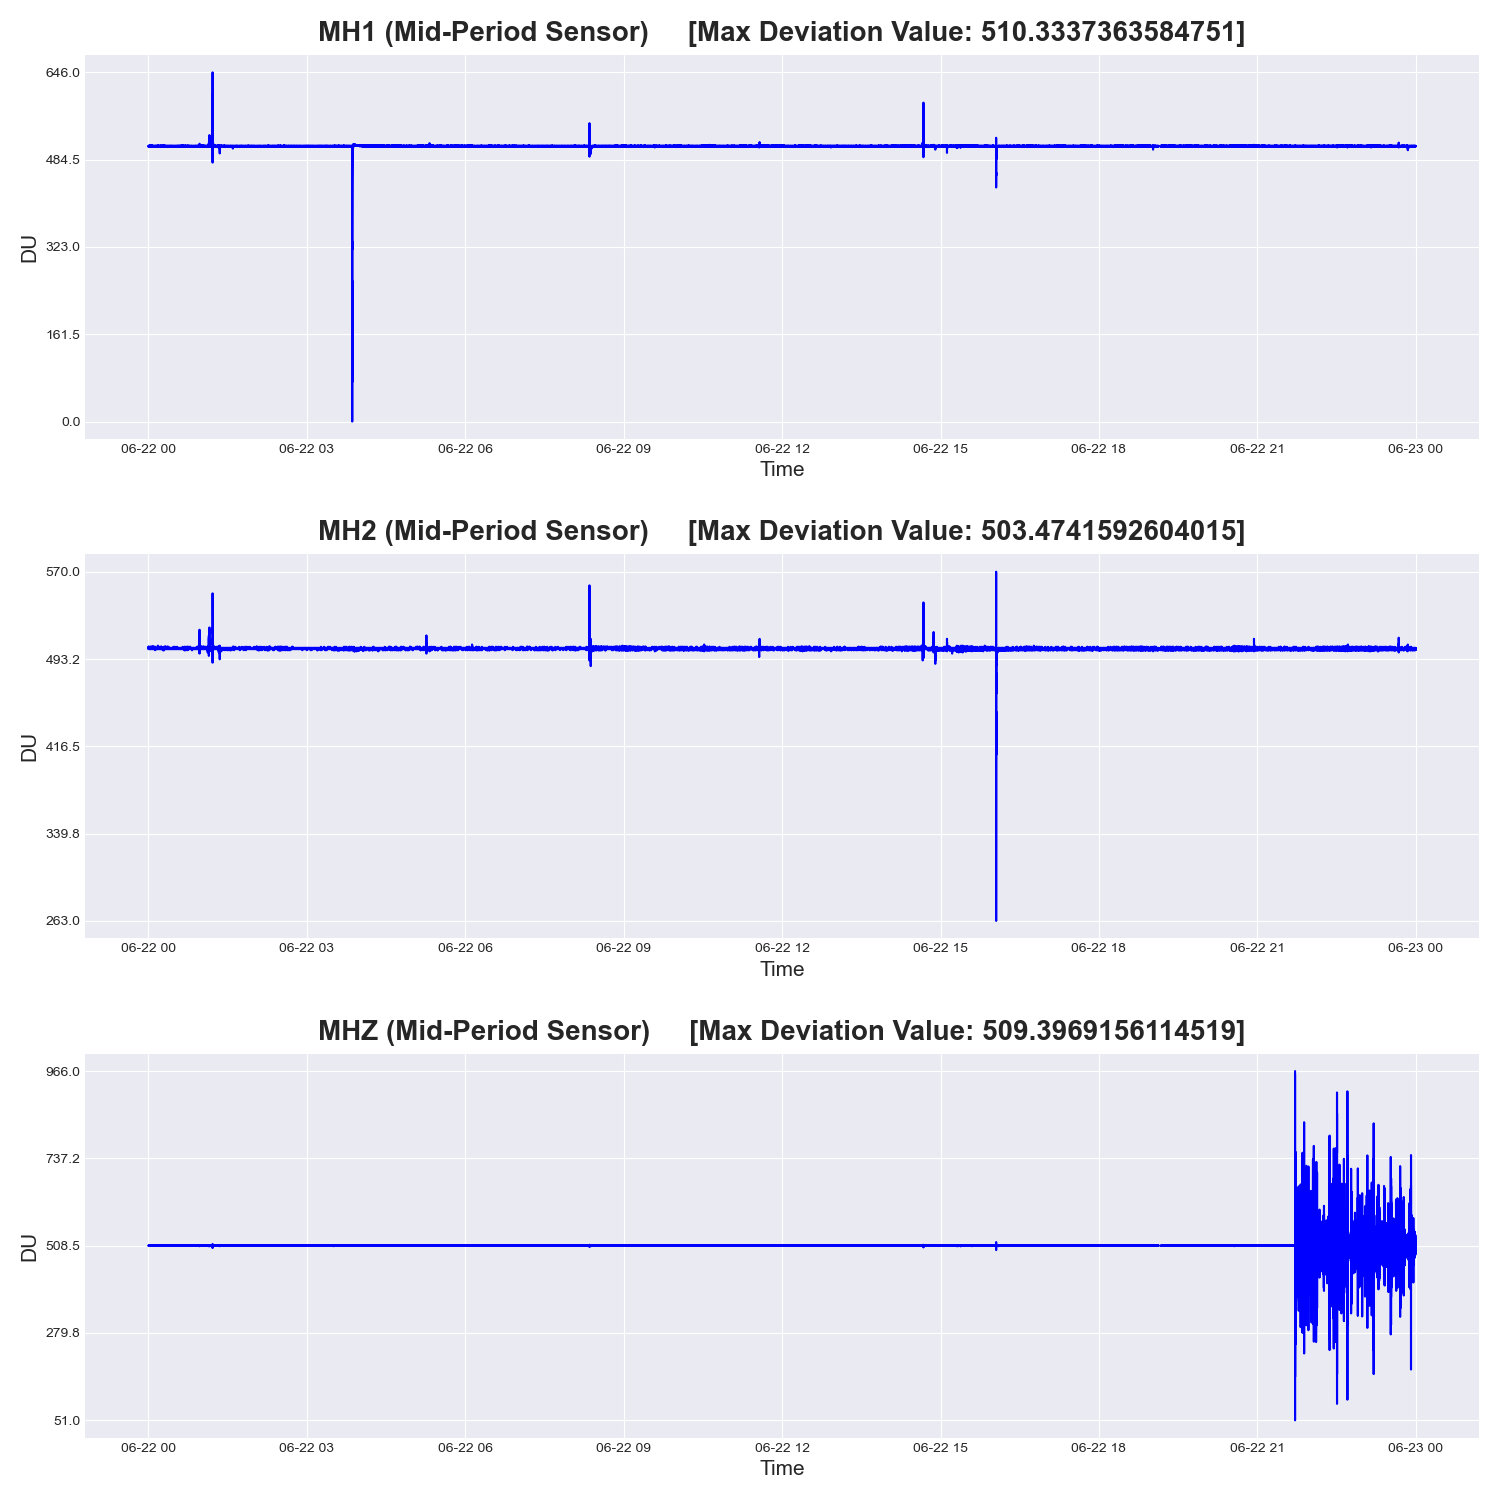 MH1 (Mid-Period Sensor) [Max Deviation Value: 510.3337363584751]
646.0
484.5
323.0
161.5
0.0
DU
06-22 00 06-22 03 06-22 06 06-22 09 06-22 12 06-22 15 06-22 18 06-22 21 06-23 00
Time
MH2 (Mid-Period Sensor) [Max Deviation Value: 503.4741592604015]
570.0
493.2
416.5
339.8
263.0
DU
06-22 00 06-22 03 06-22 06 06-22 09 06-22 12 06-22 15 06-22 18 06-22 21 06-23 00
Time
MHZ (Mid-Period Sensor) [Max Deviation Value: 509.3969156114519]
966.0
737.2
508.5
279.8
51.0
DU
06-22 00 06-22 03 06-22 06 06-22 09 06-22 12 06-22 15 06-22 18 06-22 21 06-23 00
Time